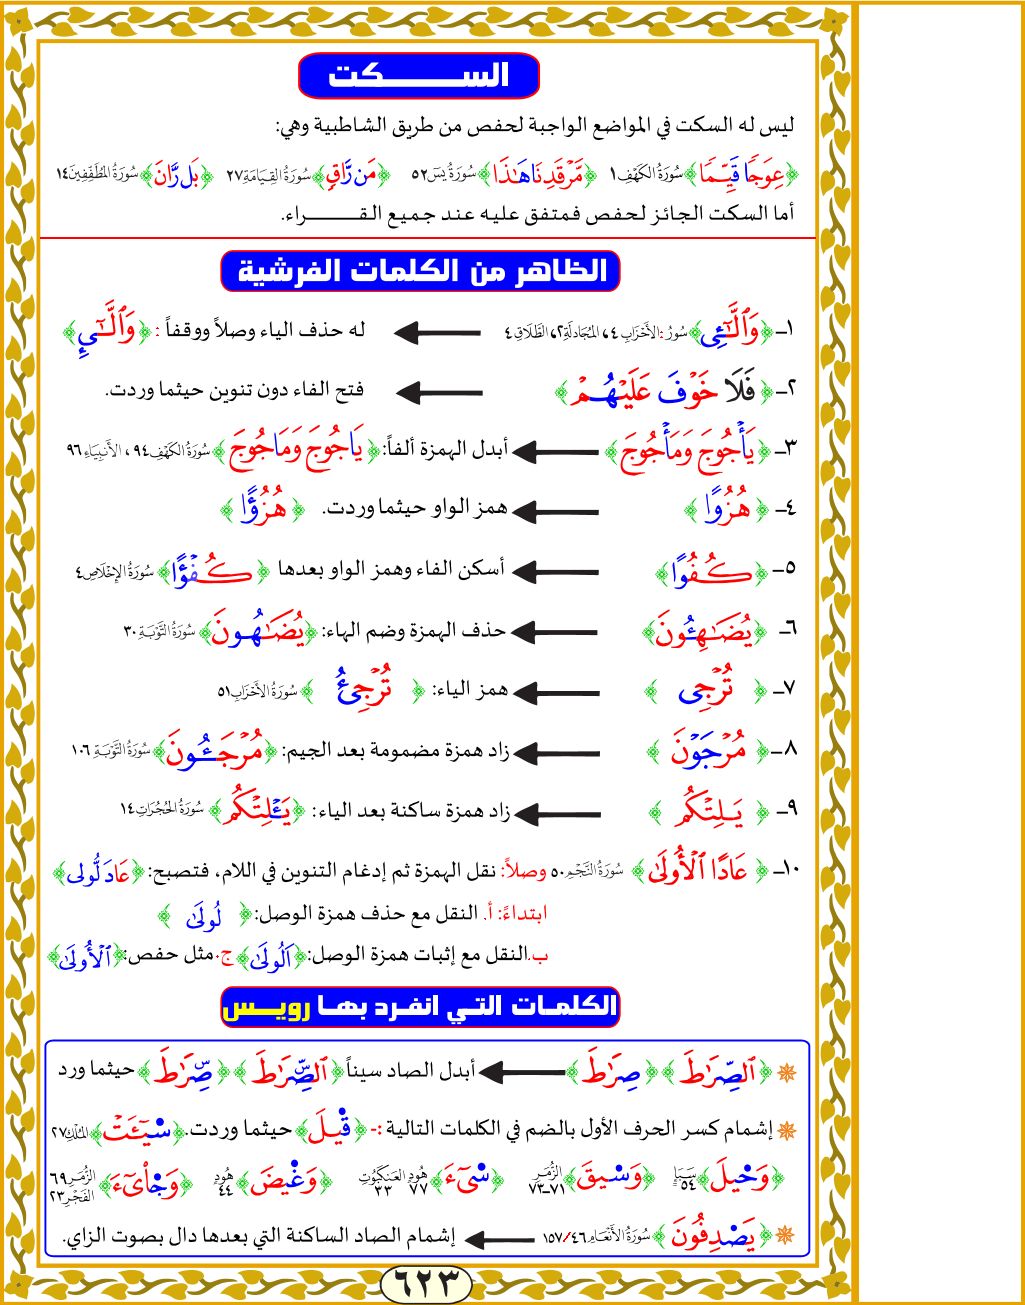 السكت
ليس له السكت في المواضع الواجبة لحفص من طريق الشاطبية وهي:
﴿عِوَجَا قَيِّمًا﴾ سُورَةُ الكَهْف ١ ﴿مَّرْقَدِنَا هَٰذَا﴾ سُورَةُ يسٓ ٥٢ ﴿مَن رَّاقٍ﴾ سُورَةُ القِيَامَةِ ٢٧ ﴿بَل رَّانَ﴾ سُورَةُ المُطَفِّفِينَ ١٤
أما السكت الجائز لحفص فمتفق عليه عند جميع القـــراء.
الظاهر من الكلمات الفرشية
١- ﴿وَٱلَّٰٓـِٔى﴾ سُورُ: الأَحْزَابِ ٤، المُجَادلَةِ ٢، الطَّلَاقِ ٤ له حذف الياء وصلاً ووقفاً : ﴿وَٱلَّٰٓـِٔ﴾
٢- ﴿فَلَا خَوْفَ عَلَيْهُمْ﴾ فتح الفاء دون تنوين حيثما وردت.
٣- ﴿يَأْجُوجَ وَمَأْجُوجَ﴾ أبدل الهمزة ألفاً: ﴿يَاجُوجَ وَمَاجُوجَ﴾ سُورَةُ الكَهْف ٩٤ ، الأَنبِيَاء ٩٦
٤- ﴿هُزُوًا﴾ همز الواو حيثما وردت. ﴿هُزُؤًا﴾
٥- ﴿كُفُوًا﴾ أسكن الفاء وهمز الواو بعدها ﴿كُفْؤًا﴾ سُورَةُ الإِخْلَاصِ ٤
٦- ﴿يُضَٰهِـُٔونَ﴾ حذف الهمزة وضم الهاء: ﴿يُضَٰهُونَ﴾ سُورَةُ التَّوْبَةِ ٣٠
٧- ﴿تُرْجِى﴾ همز الياء: ﴿تُرْجِئُ﴾ سُورَةُ الأَحْزَابِ ٥١
٨- ﴿مُرْجَوْنَ﴾ زاد همزة مضمومة بعد الجيم: ﴿مُرْجَـُٔونَ﴾ سُورَةُ التَّوْبَةِ ١٠٦
٩- ﴿يَلِتْكُم﴾ زاد همزة ساكنة بعد الياء: ﴿يَـْٔلِتْكُم﴾ سُورَةُ الحُجُرَاتِ ١٤
١٠- ﴿عَادًا ٱلْأُولَىٰ﴾ سُورَةُ النَّجْم ٥٠ وصلاً: نقل الهمزة ثم إدغام التنوين في اللام، فتصبح: ﴿عَادَ لُّولى﴾
ابتداءً: أ. النقل مع حذف همزة الوصل: ﴿لُولَىٰ﴾
ب. النقل مع إثبات همزة الوصل: ﴿اَلُولَىٰ﴾ ج. مثل حفص: ﴿ٱلْأُولَىٰ﴾
الكلمات التي انفرد بها رويس
﴿ٱلصِّرَٰطَ﴾ ﴿صِرَٰطَ﴾ أبدل الصاد سيناً ﴿ٱلصِّرَٰطَ﴾ ﴿صِّرَٰطَ﴾ حيثما ورد
إشمام كسر الحرف الأول بالضم في الكلمات التالية :- ﴿قْيلَ﴾ حيثما وردت. ﴿سْيٓـَٔتْ﴾ المُلْك ٢٧
﴿وَحْيلَ﴾ سَبَأ ٥٤ ﴿وَسْيقَ﴾ الزُّمَر ٧١-٧٣ ﴿سْىٓءَ﴾ هُود ٧٧ العَنكَبُوت ٣٣ ﴿وَغْيضَ﴾ هُود ٤٤ ﴿وَجْا۟ىٓءَ﴾ الزُّمَر ٦٩ الفَجْر ٢٣
﴿يَصْدِفُونَ﴾ سُورَةُ الأَنْعَام ١٥٧/٤٦ إشمام الصاد الساكنة التي بعدها دال بصوت الزاي.
٦٢٣